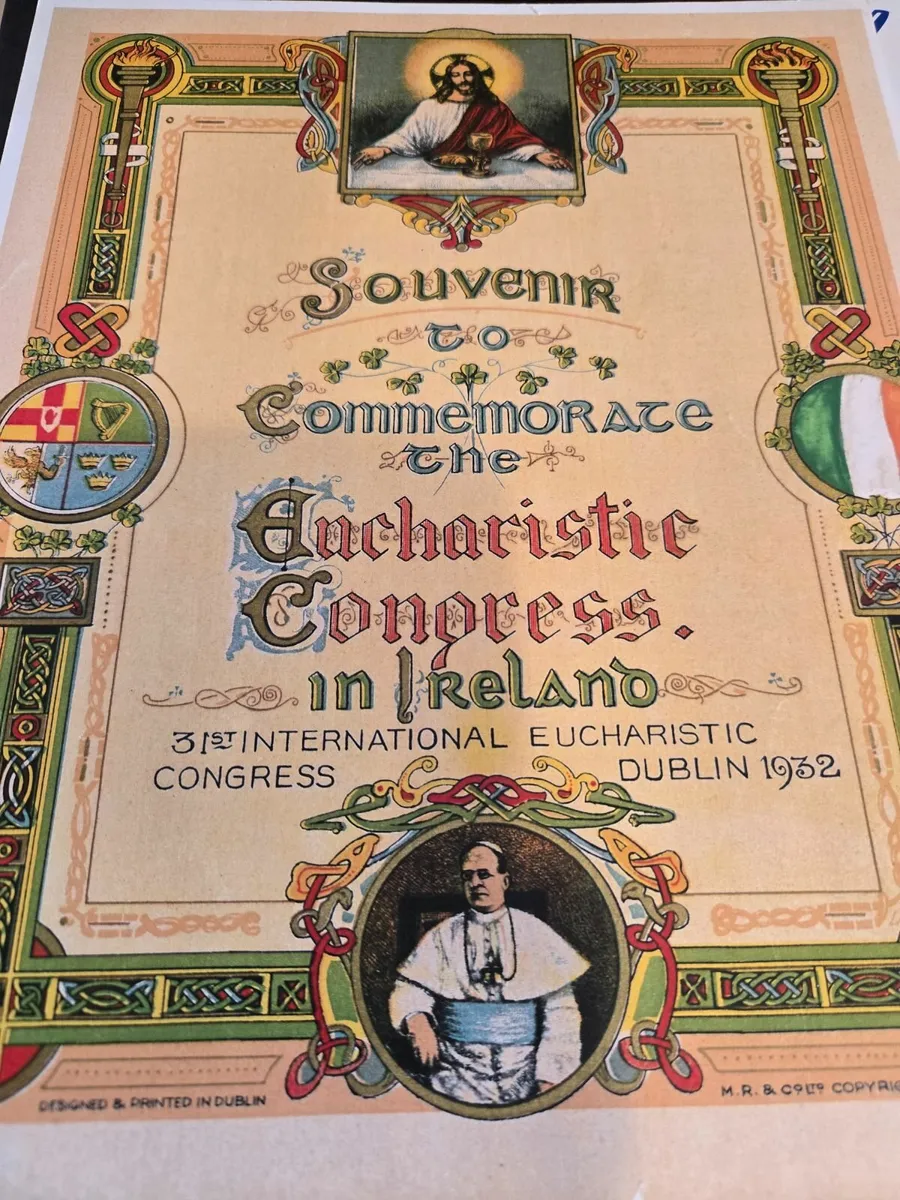 Souvenir
to
Commemorate
the
Eucharistic
Congress.
in Ireland
31ST INTERNATIONAL EUCHARISTIC
CONGRESS DUBLIN 1932
DESIGNED & PRINTED IN DUBLIN
M.R. & CO LTD